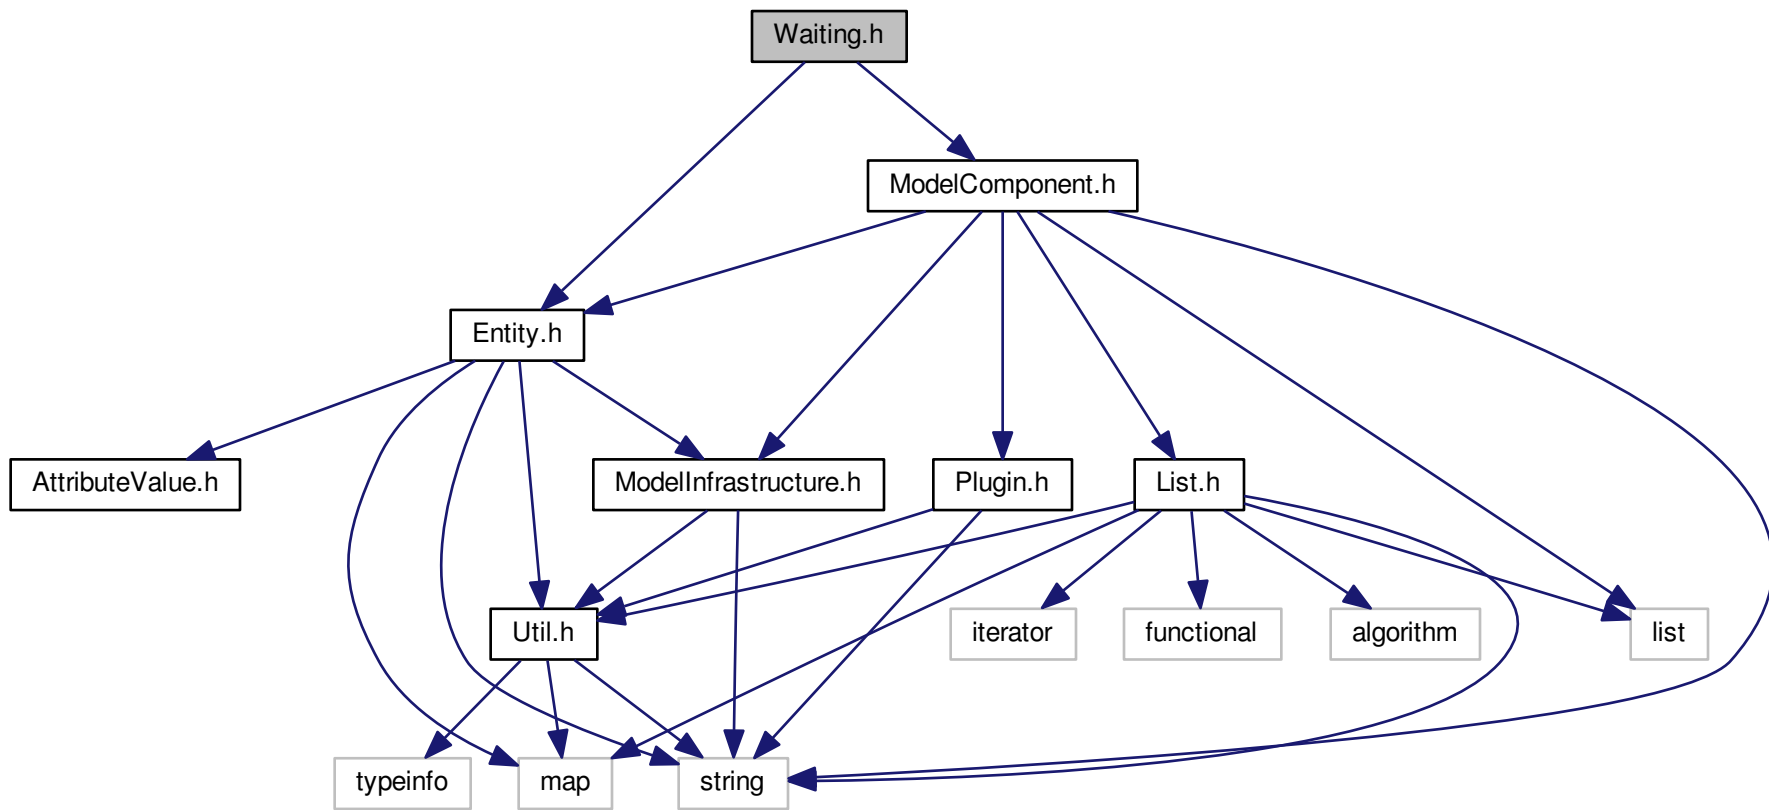 Waiting.h
ModelComponent.h
Entity.h
AttributeValue.h
ModelInfrastructure.h
Plugin.h
List.h
Util.h
iterator
functional
algorithm
list
typeinfo
map
string